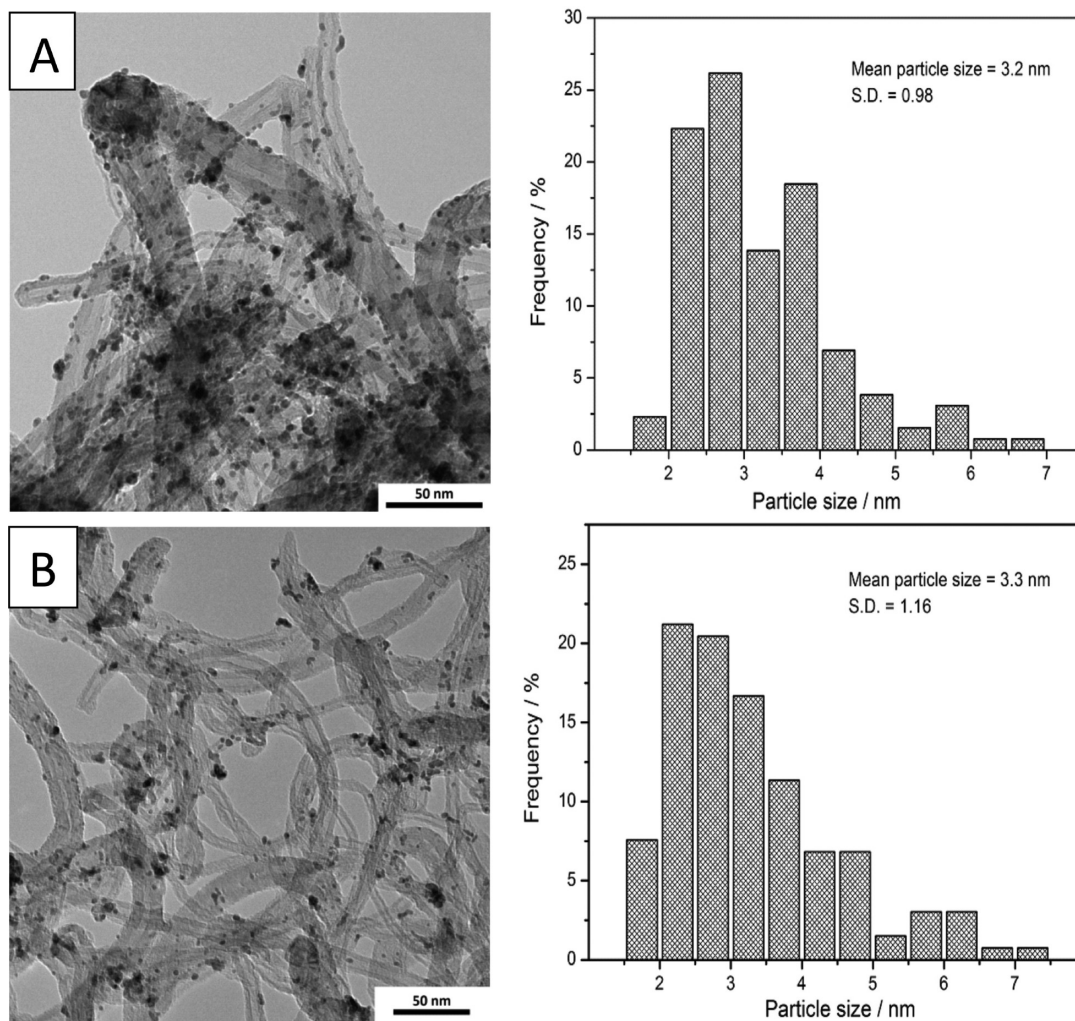 A
50 nm
30
25
20
15
10
5
0
Frequency / %
Mean particle size = 3.2 nm
S.D. = 0.98
2 3 4 5 6 7
Particle size / nm
B
50 nm
25
20
15
10
5
0
Frequency / %
Mean particle size = 3.3 nm
S.D. = 1.16
2 3 4 5 6 7
Particle size / nm